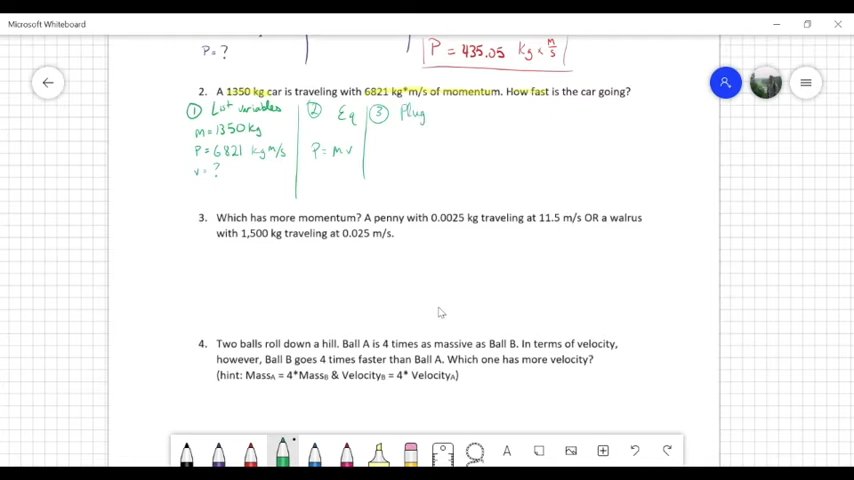 Microsoft Whiteboard
P = ?
P = 435.05 Kg × m/s
2. A 1350 kg car is traveling with 6821 kg*m/s of momentum. How fast is the car going?
① List variables
② Eq
③ Plug
m = 1350 kg
P = 6821 kg m/s
P = m v
v = ?
3. Which has more momentum? A penny with 0.0025 kg traveling at 11.5 m/s OR a walrus
with 1,500 kg traveling at 0.025 m/s.
4. Two balls roll down a hill. Ball A is 4 times as massive as Ball B. In terms of velocity,
however, Ball B goes 4 times faster than Ball A. Which one has more velocity?
(hint: MassA = 4*MassB & VelocityB = 4* VelocityA)
A